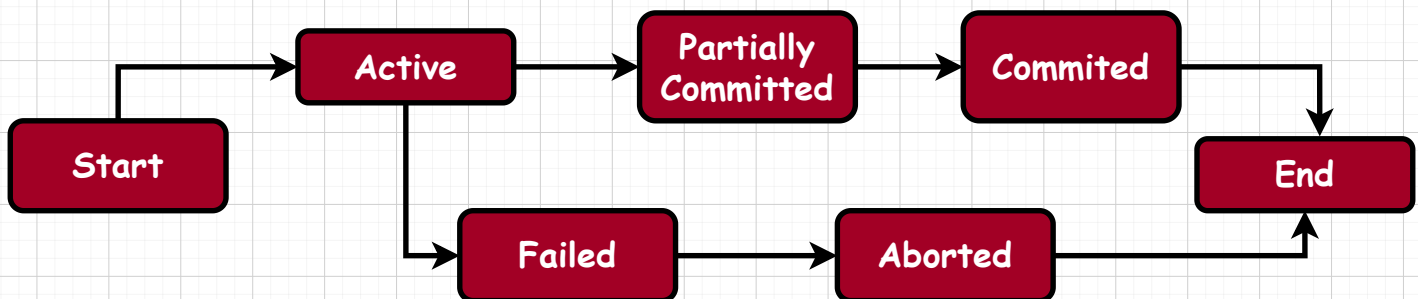 Start
Active
Partially
Committed
Commited
End
Failed
Aborted